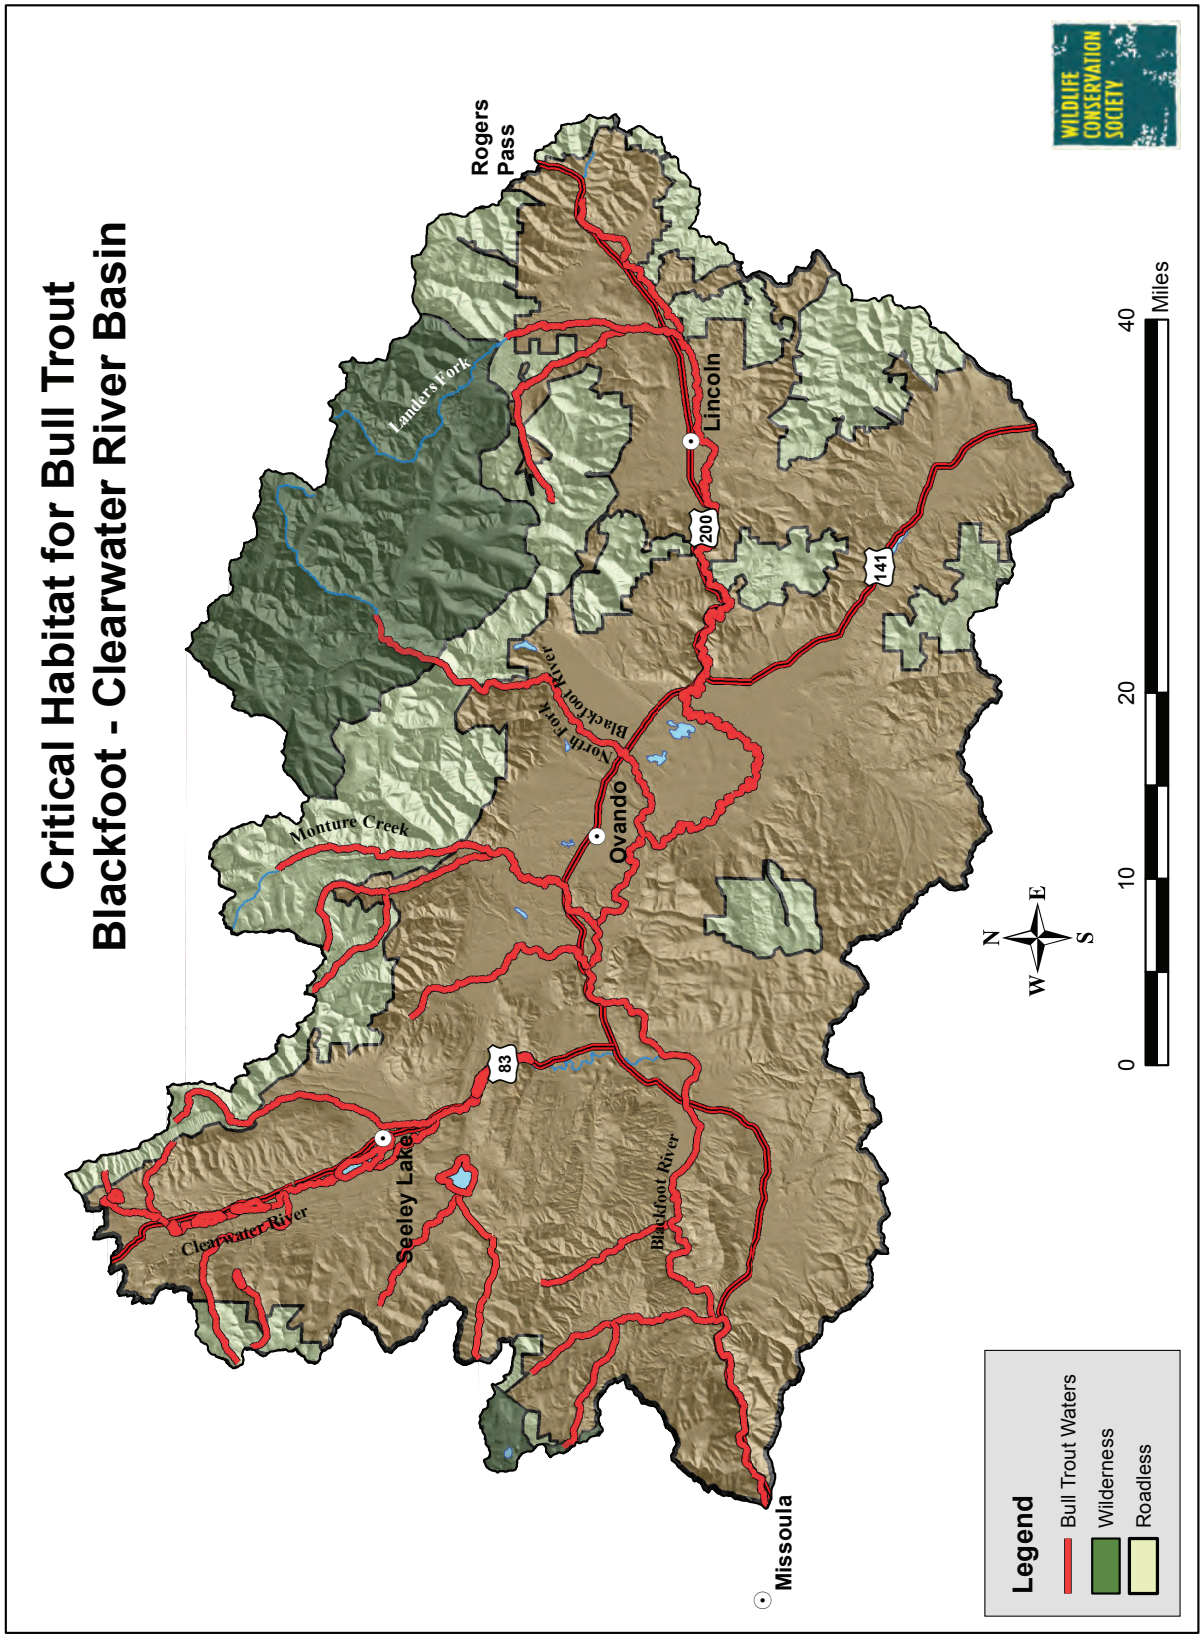 Critical Habitat for Bull Trout
Blackfoot - Clearwater River Basin
WILDLIFE
CONSERVATION
SOCIETY
Rogers
Pass
Landers Fork
Lincoln
200
141
North Fork
Blackfoot River
Monture Creek
Ovando
83
Seeley Lake
Clearwater River
Blackfoot River
Missoula
N
W
E
S
0
10
20
40
Miles
Legend
Bull Trout Waters
Wilderness
Roadless